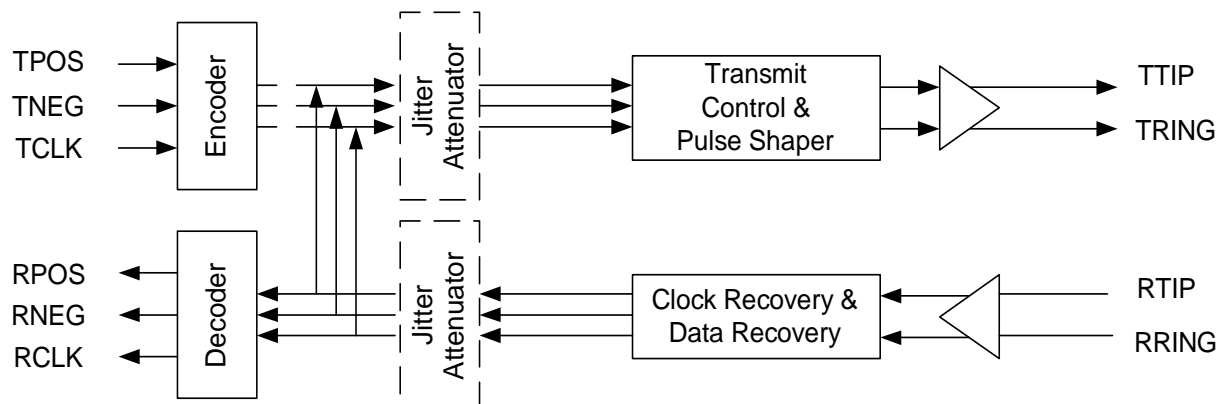 TPOS
TNEG
TCLK
Encoder
Jitter
Attenuator
Transmit
Control &
Pulse Shaper
TTIP
TRING
RPOS
RNEG
RCLK
Decoder
Jitter
Attenuator
Clock Recovery &
Data Recovery
RTIP
RRING